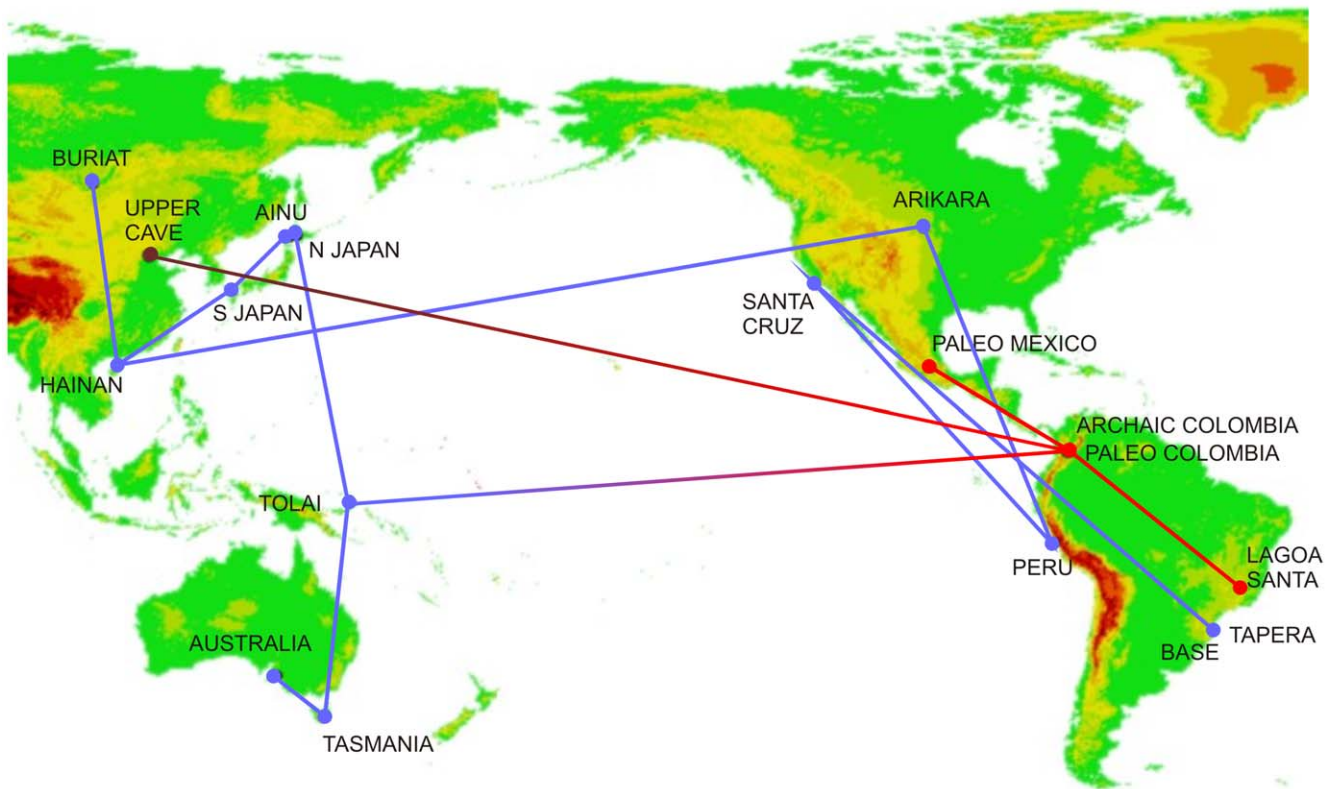 BURIAT
UPPER
CAVE
AINU
N JAPAN
S JAPAN
HAINAN
ARIKARA
SANTA
CRUZ
PALEO MEXICO
ARCHAIC COLOMBIA
PALEO COLOMBIA
TOLAI
PERU
LAGOA
SANTA
TAPERA
BASE
AUSTRALIA
TASMANIA